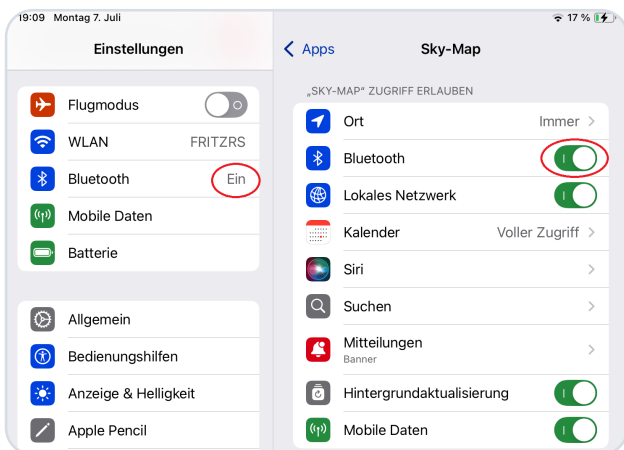 19:09 Montag 7. Juli
17 %
Einstellungen
Flugmodus
WLAN FRITZRS
Bluetooth Ein
Mobile Daten
Batterie
Allgemein
Bedienungshilfen
Anzeige & Helligkeit
Apple Pencil
Apps
Sky-Map
„SKY-MAP“ ZUGRIFF ERLAUBEN
Ort Immer
Bluetooth
Lokales Netzwerk
Kalender Voller Zugriff
Siri
Suchen
Mitteilungen
Banner
Hintergrundaktualisierung
Mobile Daten